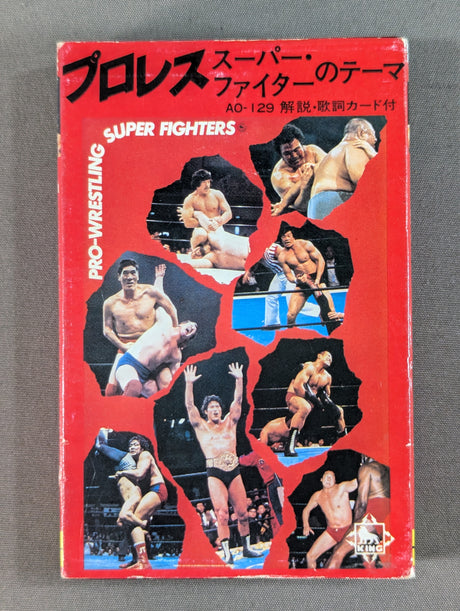 プロレス スーパー・ファイターのテーマ
AO-129 解説・歌詞カード付
PRO-WRESTLING SUPER FIGHTERS
KING